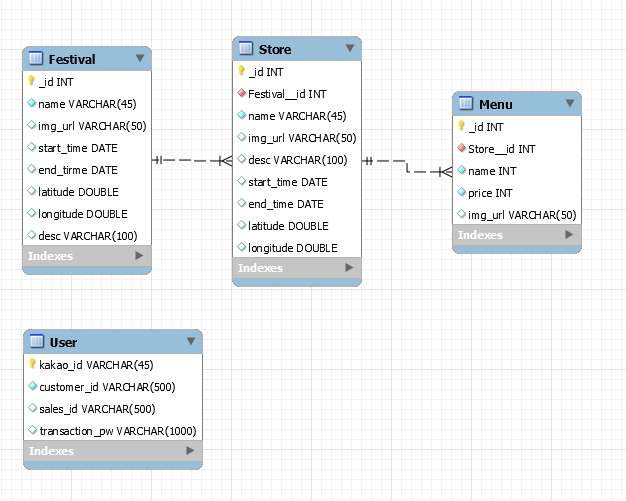 Festival
_id INT
name VARCHAR(45)
img_url VARCHAR(50)
start_time DATE
end_tirme DATE
latitude DOUBLE
longitude DOUBLE
desc VARCHAR(100)
Indexes
Store
_id INT
Festival__id INT
name VARCHAR(45)
img_url VARCHAR(50)
desc VARCHAR(100)
start_time DATE
end_time DATE
latitude DOUBLE
longitude DOUBLE
Indexes
Menu
_id INT
Store__id INT
name INT
price INT
img_url VARCHAR(50)
Indexes
User
kakao_id VARCHAR(45)
customer_id VARCHAR(500)
sales_id VARCHAR(500)
transaction_pw VARCHAR(1000)
Indexes